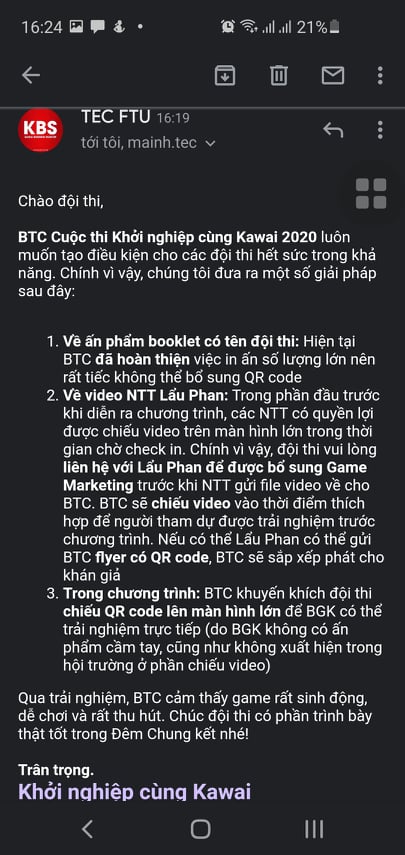 16:24
21%
KBS
TEC FTU 16:19
tới tôi, mainh.tec
Chào đội thi,
BTC Cuộc thi Khởi nghiệp cùng Kawai 2020 luôn
muốn tạo điều kiện cho các đội thi hết sức trong khả
năng. Chính vì vậy, chúng tôi đưa ra một số giải pháp
sau đây:
1. Về ấn phẩm booklet có tên đội thi: Hiện tại
BTC đã hoàn thiện việc in ấn số lượng lớn nên
rất tiếc không thể bổ sung QR code
2. Về video NTT Lẩu Phan: Trong phần đầu trước
khi diễn ra chương trình, các NTT có quyền lợi
được chiếu video trên màn hình lớn trong thời
gian chờ check in. Chính vì vậy, đội thi vui lòng
liên hệ với Lẩu Phan để được bổ sung Game
Marketing trước khi NTT gửi file video về cho
BTC. BTC sẽ chiếu video vào thời điểm thích
hợp để người tham dự được trải nghiệm trước
chương trình. Nếu có thể Lẩu Phan có thể gửi
BTC flyer có QR code, BTC sẽ sắp xếp phát cho
khán giả
3. Trong chương trình: BTC khuyến khích đội thi
chiếu QR code lên màn hình lớn để BGK có thể
trải nghiệm trực tiếp (do BGK không có ấn
phẩm cầm tay, cũng như không xuất hiện trong
hội trường ở phần chiếu video)
Qua trải nghiệm, BTC cảm thấy game rất sinh động,
dễ chơi và rất thu hút. Chúc đội thi có phần trình bày
thật tốt trong Đêm Chung kết nhé!
Trân trọng.
Khởi nghiệp cùng Kawai